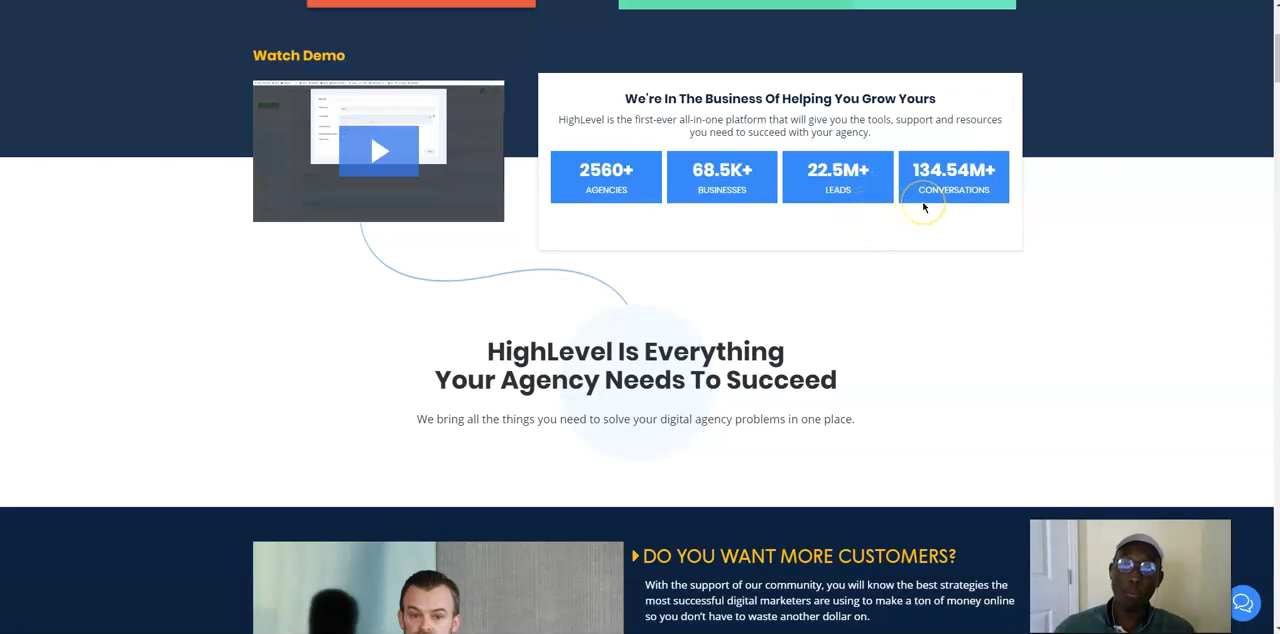 Watch Demo
We're In The Business Of Helping You Grow Yours
HighLevel is the first-ever all-in-one platform that will give you the tools, support and resources
you need to succeed with your agency.
2560+
AGENCIES
68.5K+
BUSINESSES
22.5M+
LEADS
134.54M+
CONVERSATIONS
HighLevel Is Everything
Your Agency Needs To Succeed
We bring all the things you need to solve your digital agency problems in one place.
DO YOU WANT MORE CUSTOMERS?
With the support of our community, you will know the best strategies the
most successful digital marketers are using to make a ton of money online
so you don't have to waste another dollar on.